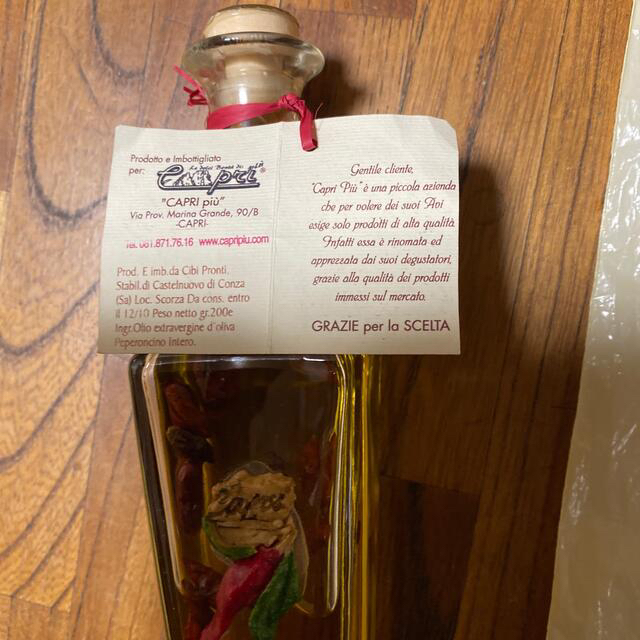 Prodotto e Imbottigliato
per:
Capri
"CAPRI più"
Via Prov. Marina Grande, 90/B
-CAPRI-
Tel. 081.871.76.16 www.capripiu.com
Prod. E imb.da Cibi Pronti.
Stabil.di Castelnuovo di Conza
(Sa) Loc. Scorza Da cons. entro
il 12/10 Peso netto gr.200e
Ingr.Olio extravergine d'oliva
Peperoncino Intero.
Gentile cliente,
"Capri Più" è una piccola azienda
che per volere dei suoi Avi
esige solo prodotti di alta qualità.
Infatti essa è rinomata ed
apprezzata dai suoi degustatori,
grazie alla qualità dei prodotti
immessi sul mercato.
GRAZIE per la SCELTA
Capri